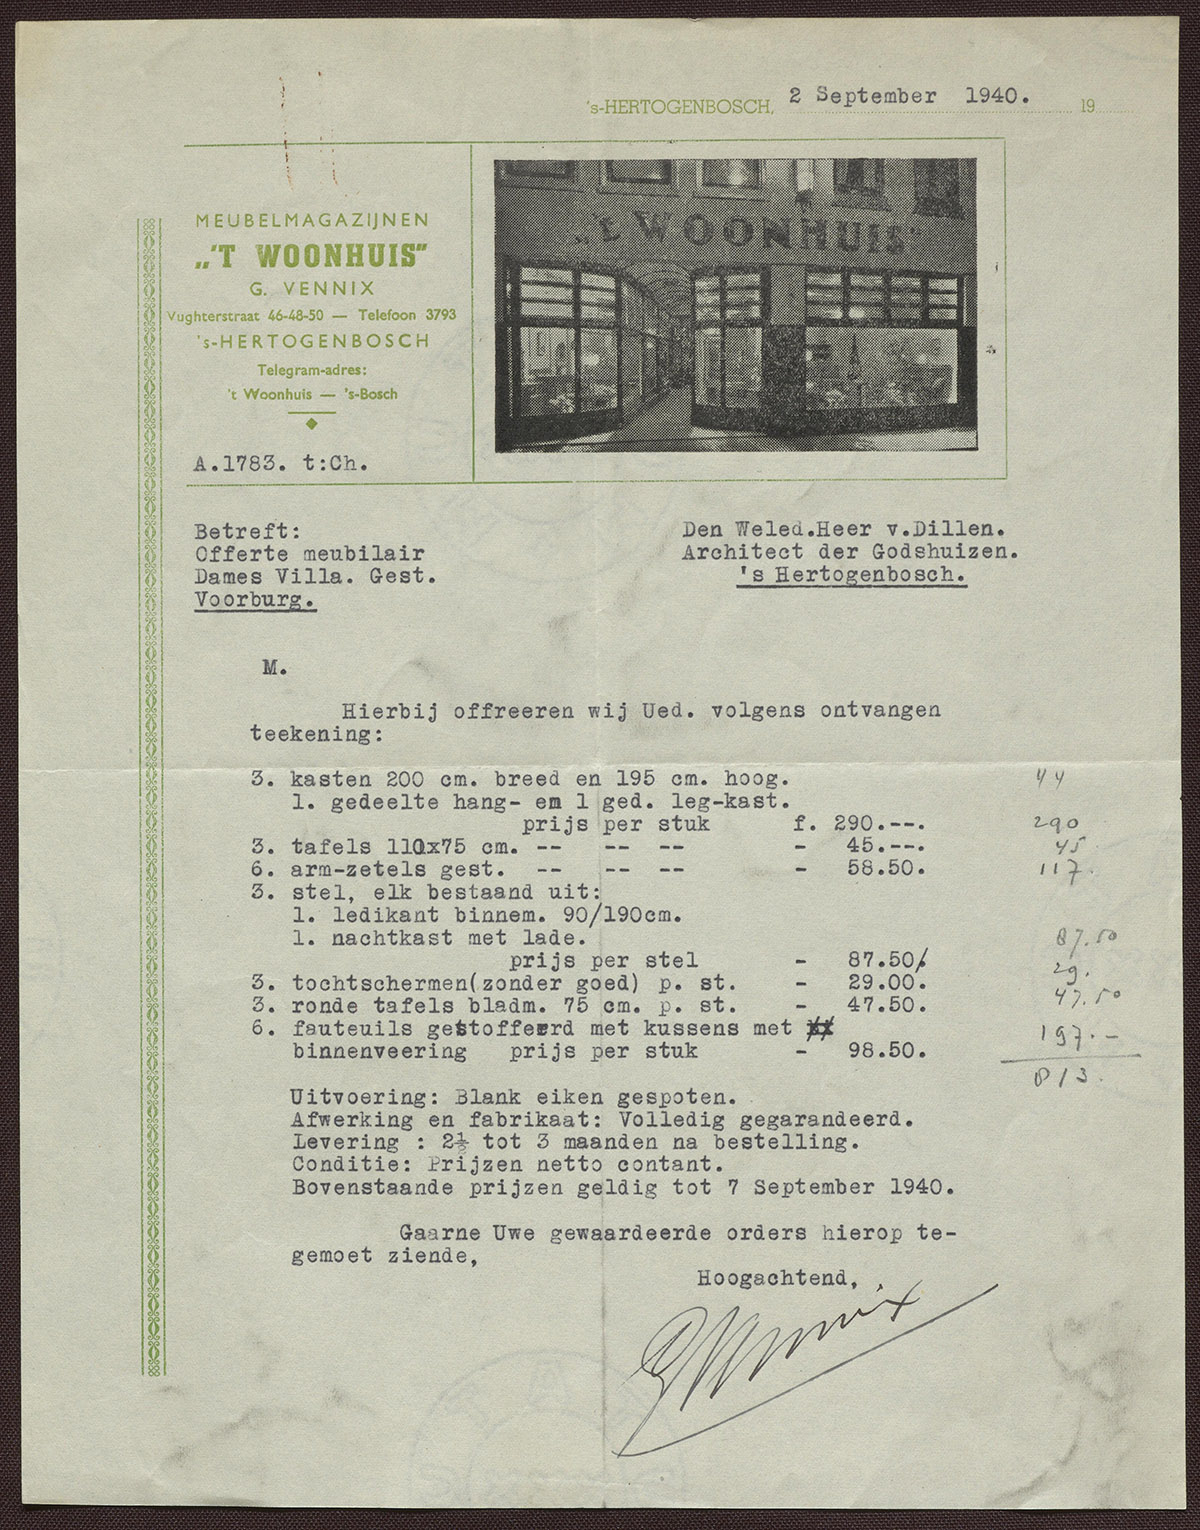 's-HERTOGENBOSCH, 2 September 1940. 19
MEUBELMAGAZIJNEN
„'T WOONHUIS”
G. VENNIX
Vughterstraat 46-48-50 — Telefoon 3793
's-HERTOGENBOSCH
Telegram-adres:
't Woonhuis — 's-Bosch
„'t WOONHUIS”
A.1783. t:Ch.
Betreft:
Offerte meubilair
Dames Villa. Gest.
Voorburg.
Den Weled.Heer v.Dillen.
Architect der Godshuizen.
's Hertogenbosch.
M.
Hierbij offreeren wij Ued. volgens ontvangen
teekening:
3. kasten 200 cm. breed en 195 cm. hoog. 44
1. gedeelte hang- en 1 ged. leg-kast.
prijs per stuk f. 290.--. 290
3. tafels 110x75 cm. -- -- -- - 45.--. 45
6. arm-zetels gest. -- -- -- - 58.50. 117.
3. stel, elk bestaand uit:
1. ledikant binnem. 90/190cm.
1. nachtkast met lade. 87.50
prijs per stel - 87.50.
3. tochtschermen(zonder goed) p. st. - 29.00. 29.
3. ronde tafels bladm. 75 cm. p. st. - 47.50. 47.50
6. fauteuils gestoffeerd met kussens met 197.-
binnenveering prijs per stuk - 98.50.
813.
Uitvoering: Blank eiken gespoten.
Afwerking en fabrikaat: Volledig gegarandeerd.
Levering : 2½ tot 3 maanden na bestelling.
Conditie: Prijzen netto contant.
Bovenstaande prijzen geldig tot 7 September 1940.
Gaarne Uwe gewaardeerde orders hierop te-
gemoet ziende,
Hoogachtend,
G Vennix